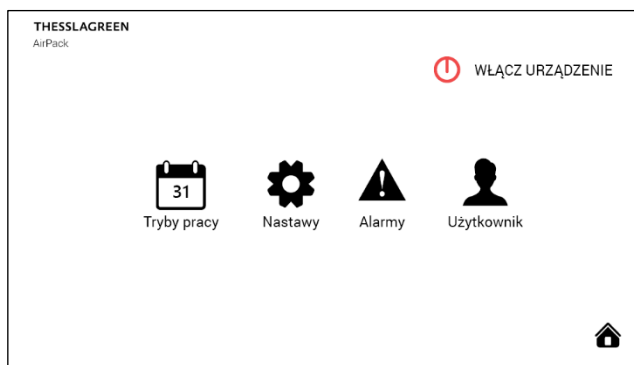 THESSLAGREEN
AirPack
WŁĄCZ URZĄDZENIE
31
Tryby pracy
Nastawy
Alarmy
Użytkownik